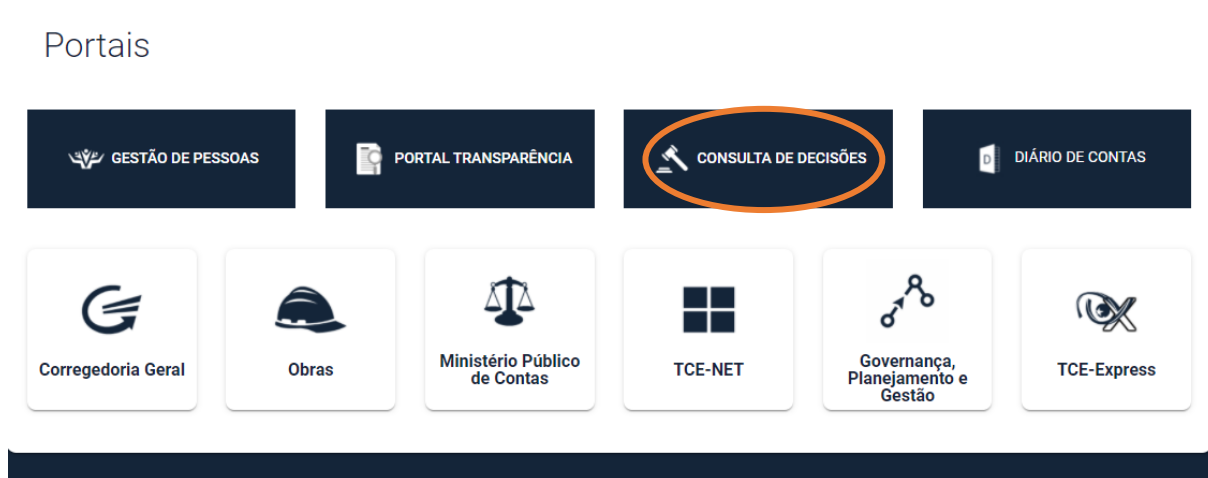 Portais
GESTÃO DE PESSOAS
PORTAL TRANSPARÊNCIA
CONSULTA DE DECISÕES
D
DIÁRIO DE CONTAS
Corregedoria Geral
Obras
Ministério Público
de Contas
TCE-NET
Governança,
Planejamento e
Gestão
TCE-Express